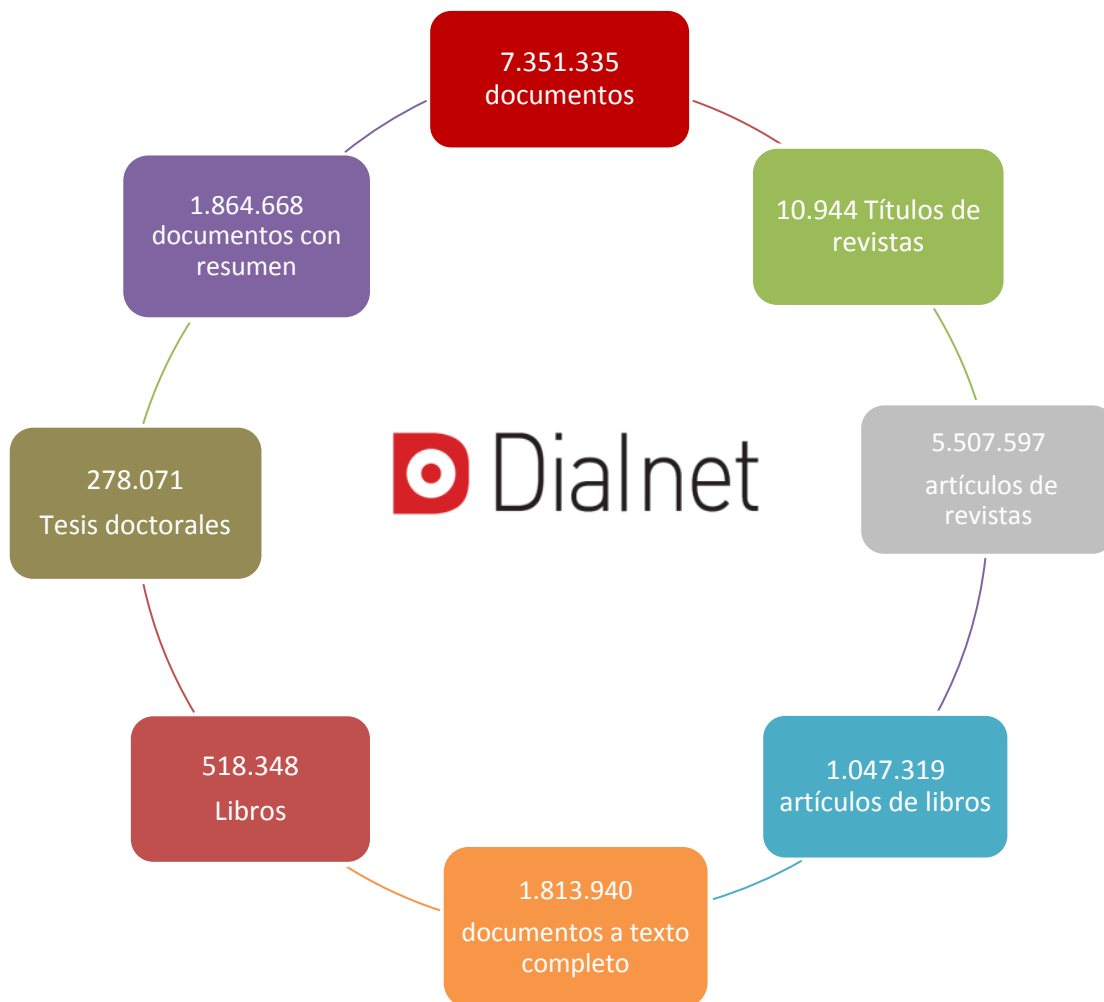 7.351.335
documentos
10.944 Títulos de
revistas
5.507.597
artículos de
revistas
1.047.319
artículos de libros
1.813.940
documentos a texto
completo
518.348
Libros
278.071
Tesis doctorales
1.864.668
documentos con
resumen
Dialnet